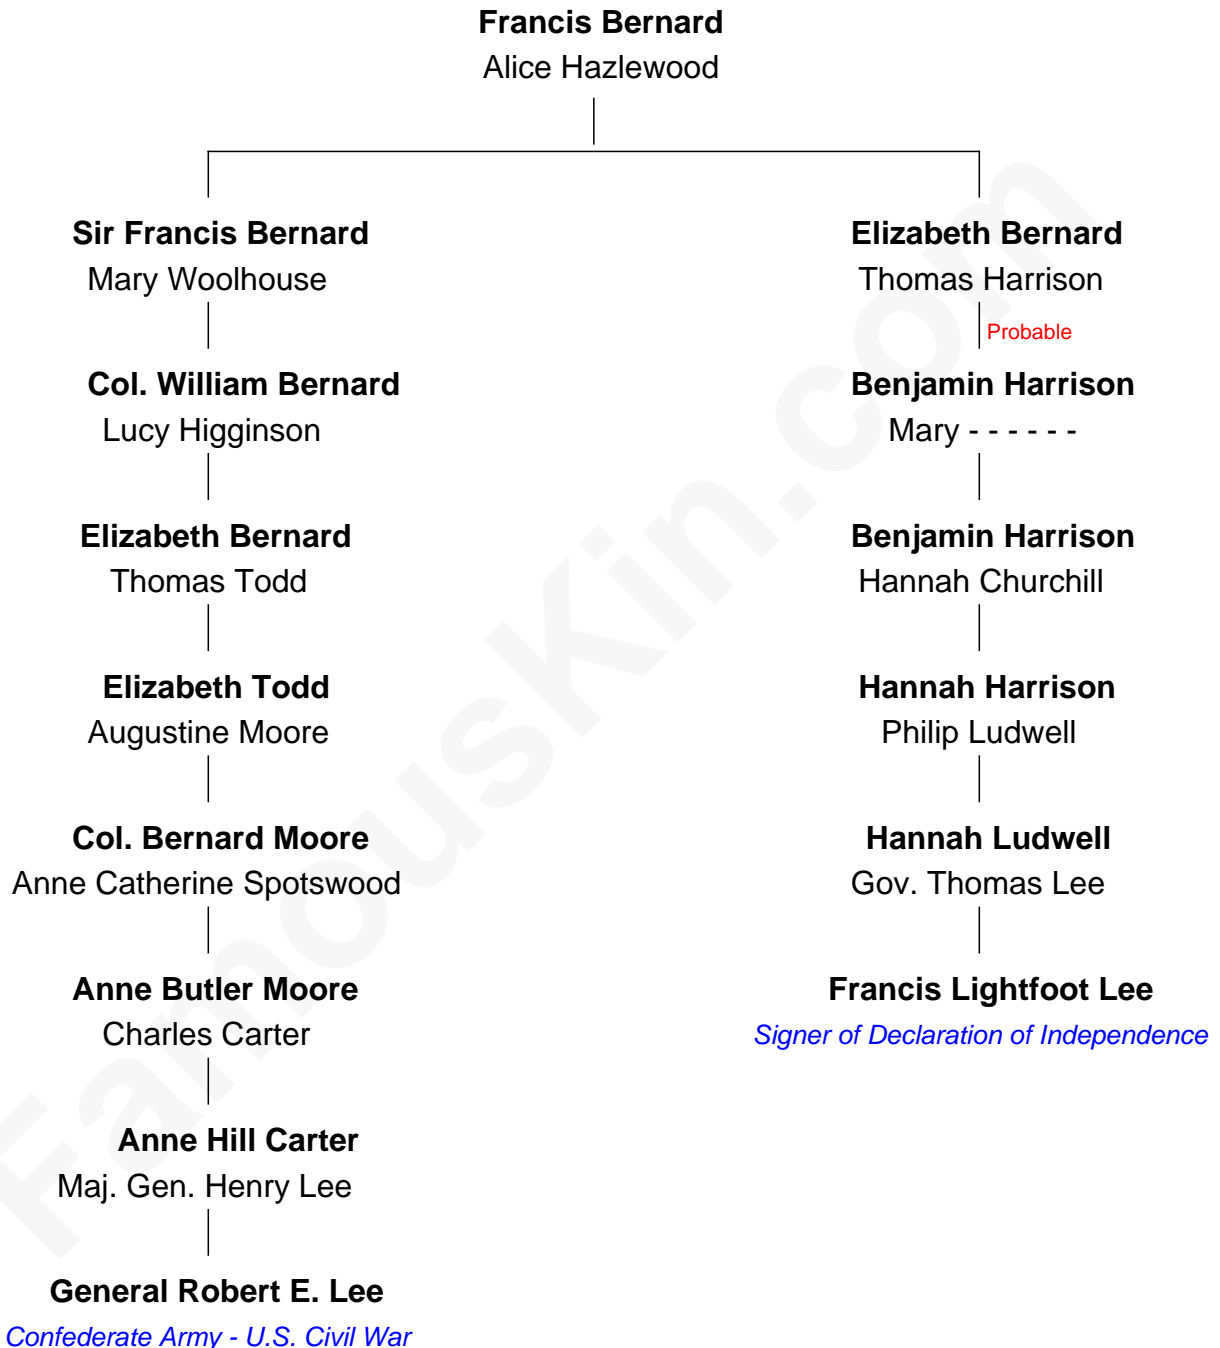 Francis Bernard
Alice Hazlewood
Sir Francis Bernard
Mary Woolhouse
Col. William Bernard
Lucy Higginson
Elizabeth Bernard
Thomas Todd
Elizabeth Todd
Augustine Moore
Col. Bernard Moore
Anne Catherine Spotswood
Anne Butler Moore
Charles Carter
Anne Hill Carter
Maj. Gen. Henry Lee
General Robert E. Lee
Confederate Army - U.S. Civil War
Elizabeth Bernard
Thomas Harrison
Probable
Benjamin Harrison
Mary - - - - - -
Benjamin Harrison
Hannah Churchill
Hannah Harrison
Philip Ludwell
Hannah Ludwell
Gov. Thomas Lee
Francis Lightfoot Lee
Signer of Declaration of Independence
FamousKin.com